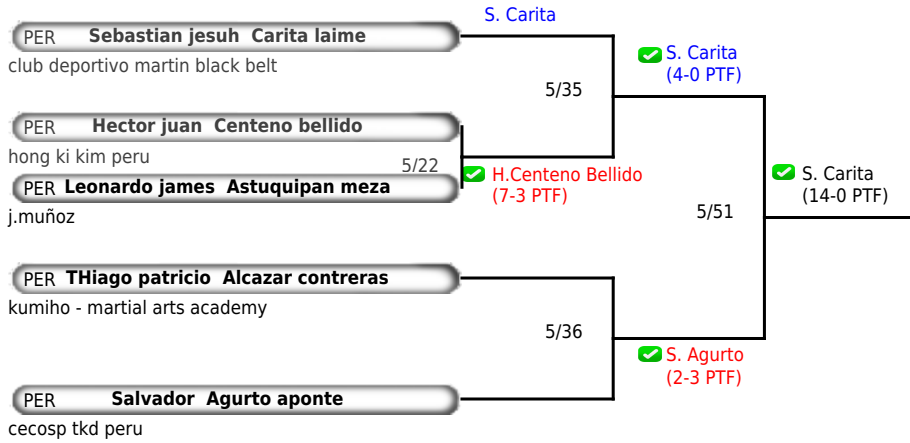 S. Carita
PER Sebastian jesuh Carita laime
club deportivo martin black belt
S. Carita
(4-0 PTF)
5/35
PER Hector juan Centeno bellido
hong ki kim peru
5/22
H.Centeno Bellido
(7-3 PTF)
PER Leonardo james Astuquipan meza
j.muñoz
S. Carita
(14-0 PTF)
5/51
PER THiago patricio Alcazar contreras
kumiho - martial arts academy
5/36
S. Agurto
(2-3 PTF)
PER Salvador Agurto aponte
cecosp tkd peru